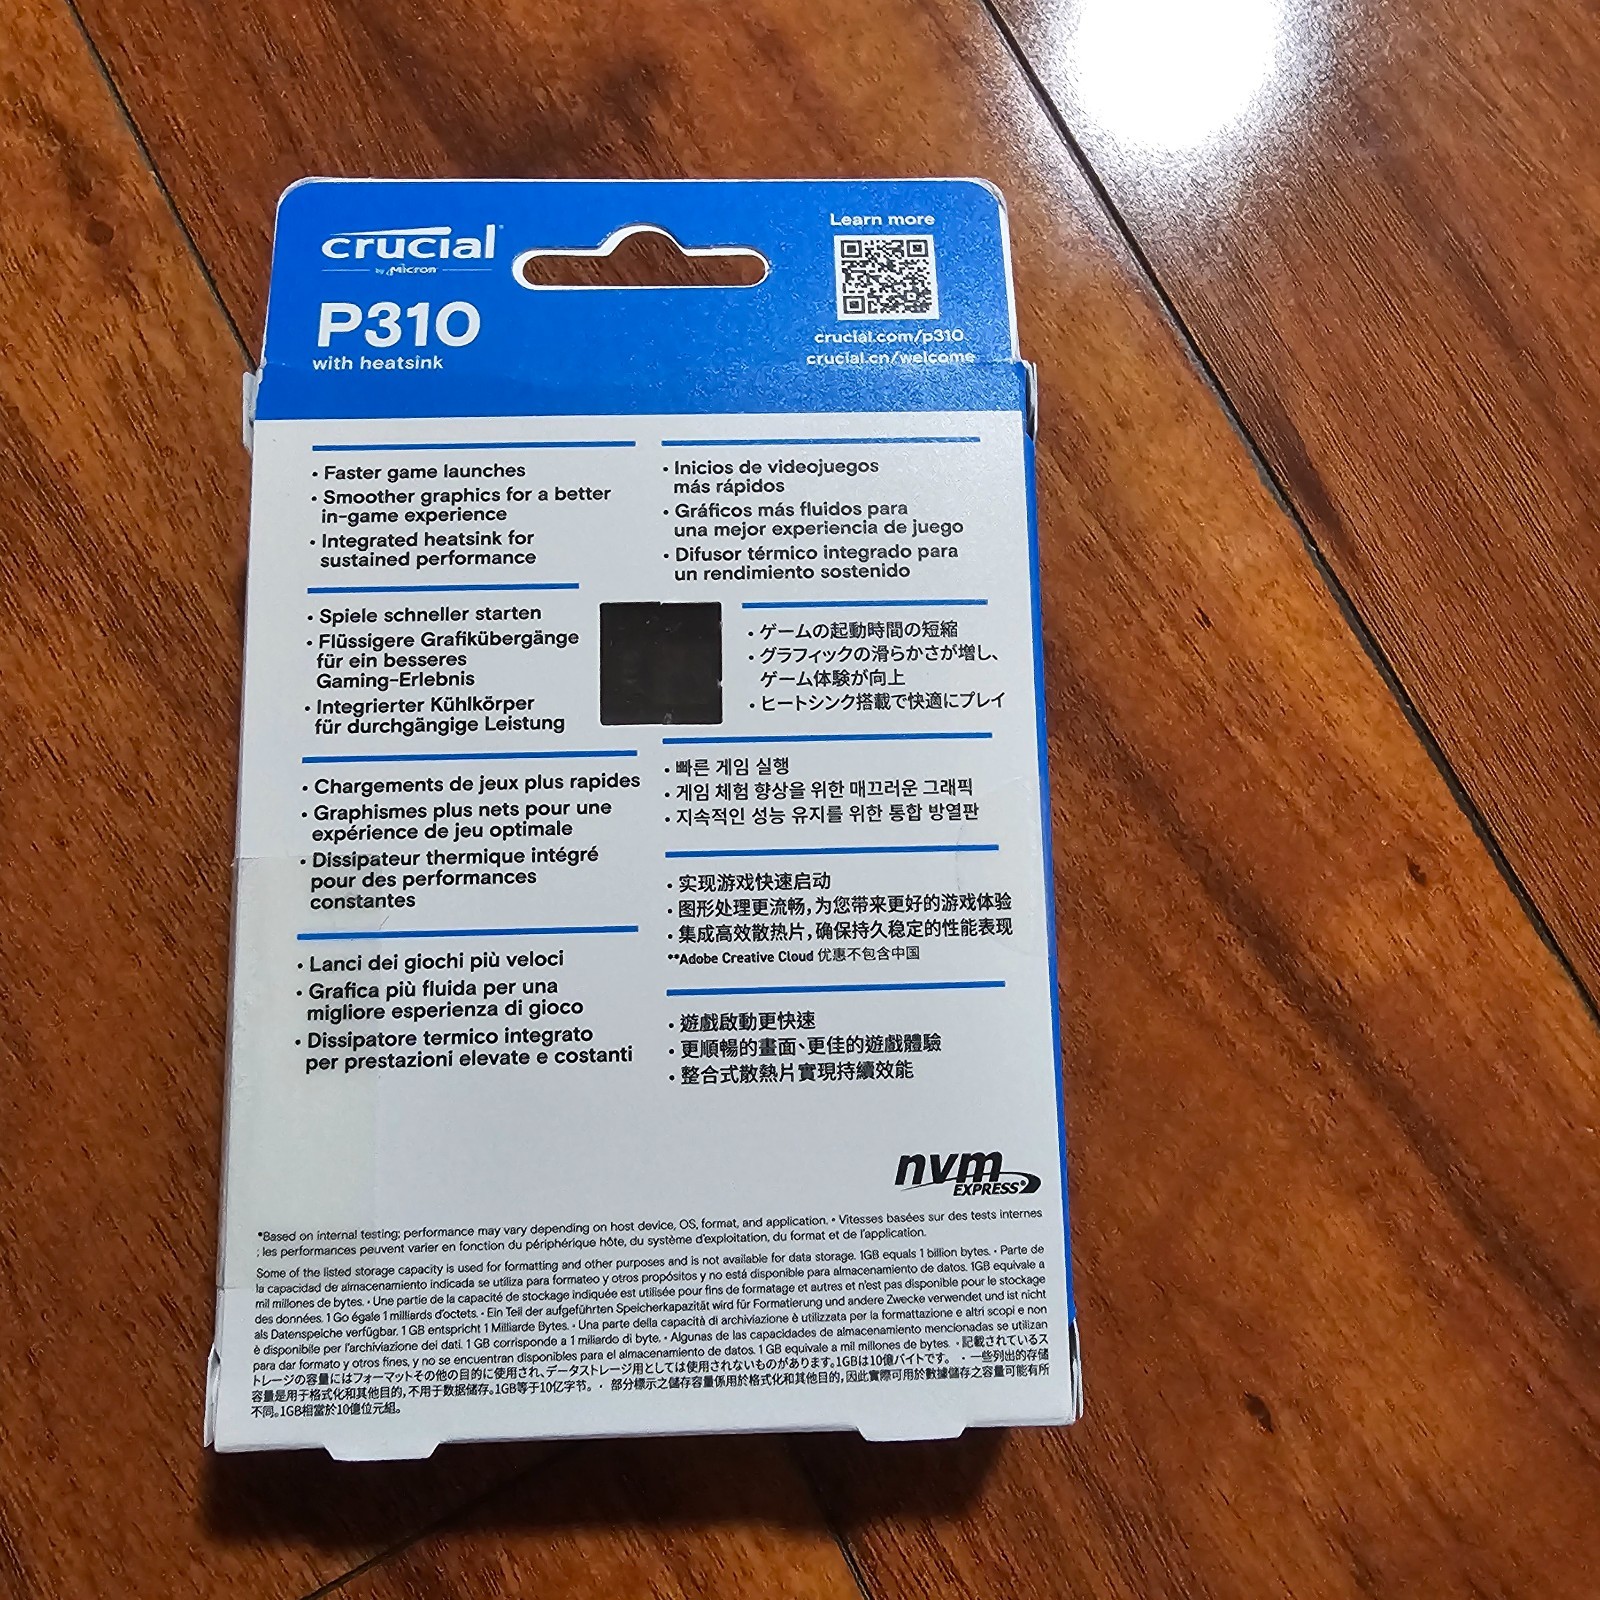 crucial
by Micron
P310
with heatsink
Learn more
crucial.com/p310
crucial.cn/welcome
• Faster game launches
• Smoother graphics for a better
in-game experience
• Integrated heatsink for
sustained performance
• Spiele schneller starten
• Flüssigere Grafikübergänge
für ein besseres
Gaming-Erlebnis
• Integrierter Kühlkörper
für durchgängige Leistung
• Chargements de jeux plus rapides
• Graphismes plus nets pour une
expérience de jeu optimale
• Dissipateur thermique intégré
pour des performances
constantes
• Lanci dei giochi più veloci
• Grafica più fluida per una
migliore esperienza di gioco
• Dissipatore termico integrato
per prestazioni elevate e costanti
• Inicios de videojuegos
más rápidos
• Gráficos más fluidos para
una mejor experiencia de juego
• Difusor térmico integrado para
un rendimiento sostenido
• ゲームの起動時間の短縮
• グラフィックの滑らかさが増し、
ゲーム体験が向上
• ヒートシンク搭載で快適にプレイ
• 빠른 게임 실행
• 게임 체험 향상을 위한 매끄러운 그래픽
• 지속적인 성능 유지를 위한 통합 방열판
• 实现游戏快速启动
• 图形处理更流畅，为您带来更好的游戏体验
• 集成高效散热片，确保持久稳定的性能表现
**Adobe Creative Cloud 优惠不包含中国
• 遊戲啟動更快速
• 更順暢的畫面、更佳的遊戲體驗
• 整合式散熱片實現持續效能
nvm
EXPRESS
*Based on internal testing; performance may vary depending on host device, OS, format, and application. • Vitesses basées sur des tests internes
; les performances peuvent varier en fonction du périphérique hôte, du système d'exploitation, du format et de l'application.
Some of the listed storage capacity is used for formatting and other purposes and is not available for data storage. 1GB equals 1 billion bytes. • Parte de
la capacidad de almacenamiento indicada se utiliza para formateo y otros propósitos y no está disponible para almacenamiento de datos. 1GB equivale a
mil millones de bytes. • Une partie de la capacité de stockage indiquée est utilisée pour fins de formatage et autres et n'est pas disponible pour le stockage
des données. 1 Go égale 1 milliards d'octets. • Ein Teil der aufgeführten Speicherkapazität wird für Formatierung und andere Zwecke verwendet und ist nicht
als Datenspeiche verfügbar. 1 GB entspricht 1 Milliarde Bytes. • Una parte della capacità di archiviazione è utilizzata per la formattazione e altri scopi e non
è disponibile per l'archiviazione dei dati. 1 GB corrisponde a 1 miliardo di byte. • Algunas de las capacidades de almacenamiento mencionadas se utilizan
para dar formato y otros fines, y no se encuentran disponibles para el almacenamiento de datos. 1 GB equivale a mil millones de bytes. • 記載されているス
トレージの容量にはフォーマットその他の目的に使用され、データストレージ用としては使用されないものがあります。1GBは10億バイトです。 • 一些列出的存储
容量是用于格式化和其他目的，不用于数据储存。1GB等于10亿字节。 • 部分標示之儲存容量係用於格式化和其他目的，因此實際可用於數據儲存之容量可能有所
不同。1GB相當於10億位元組。